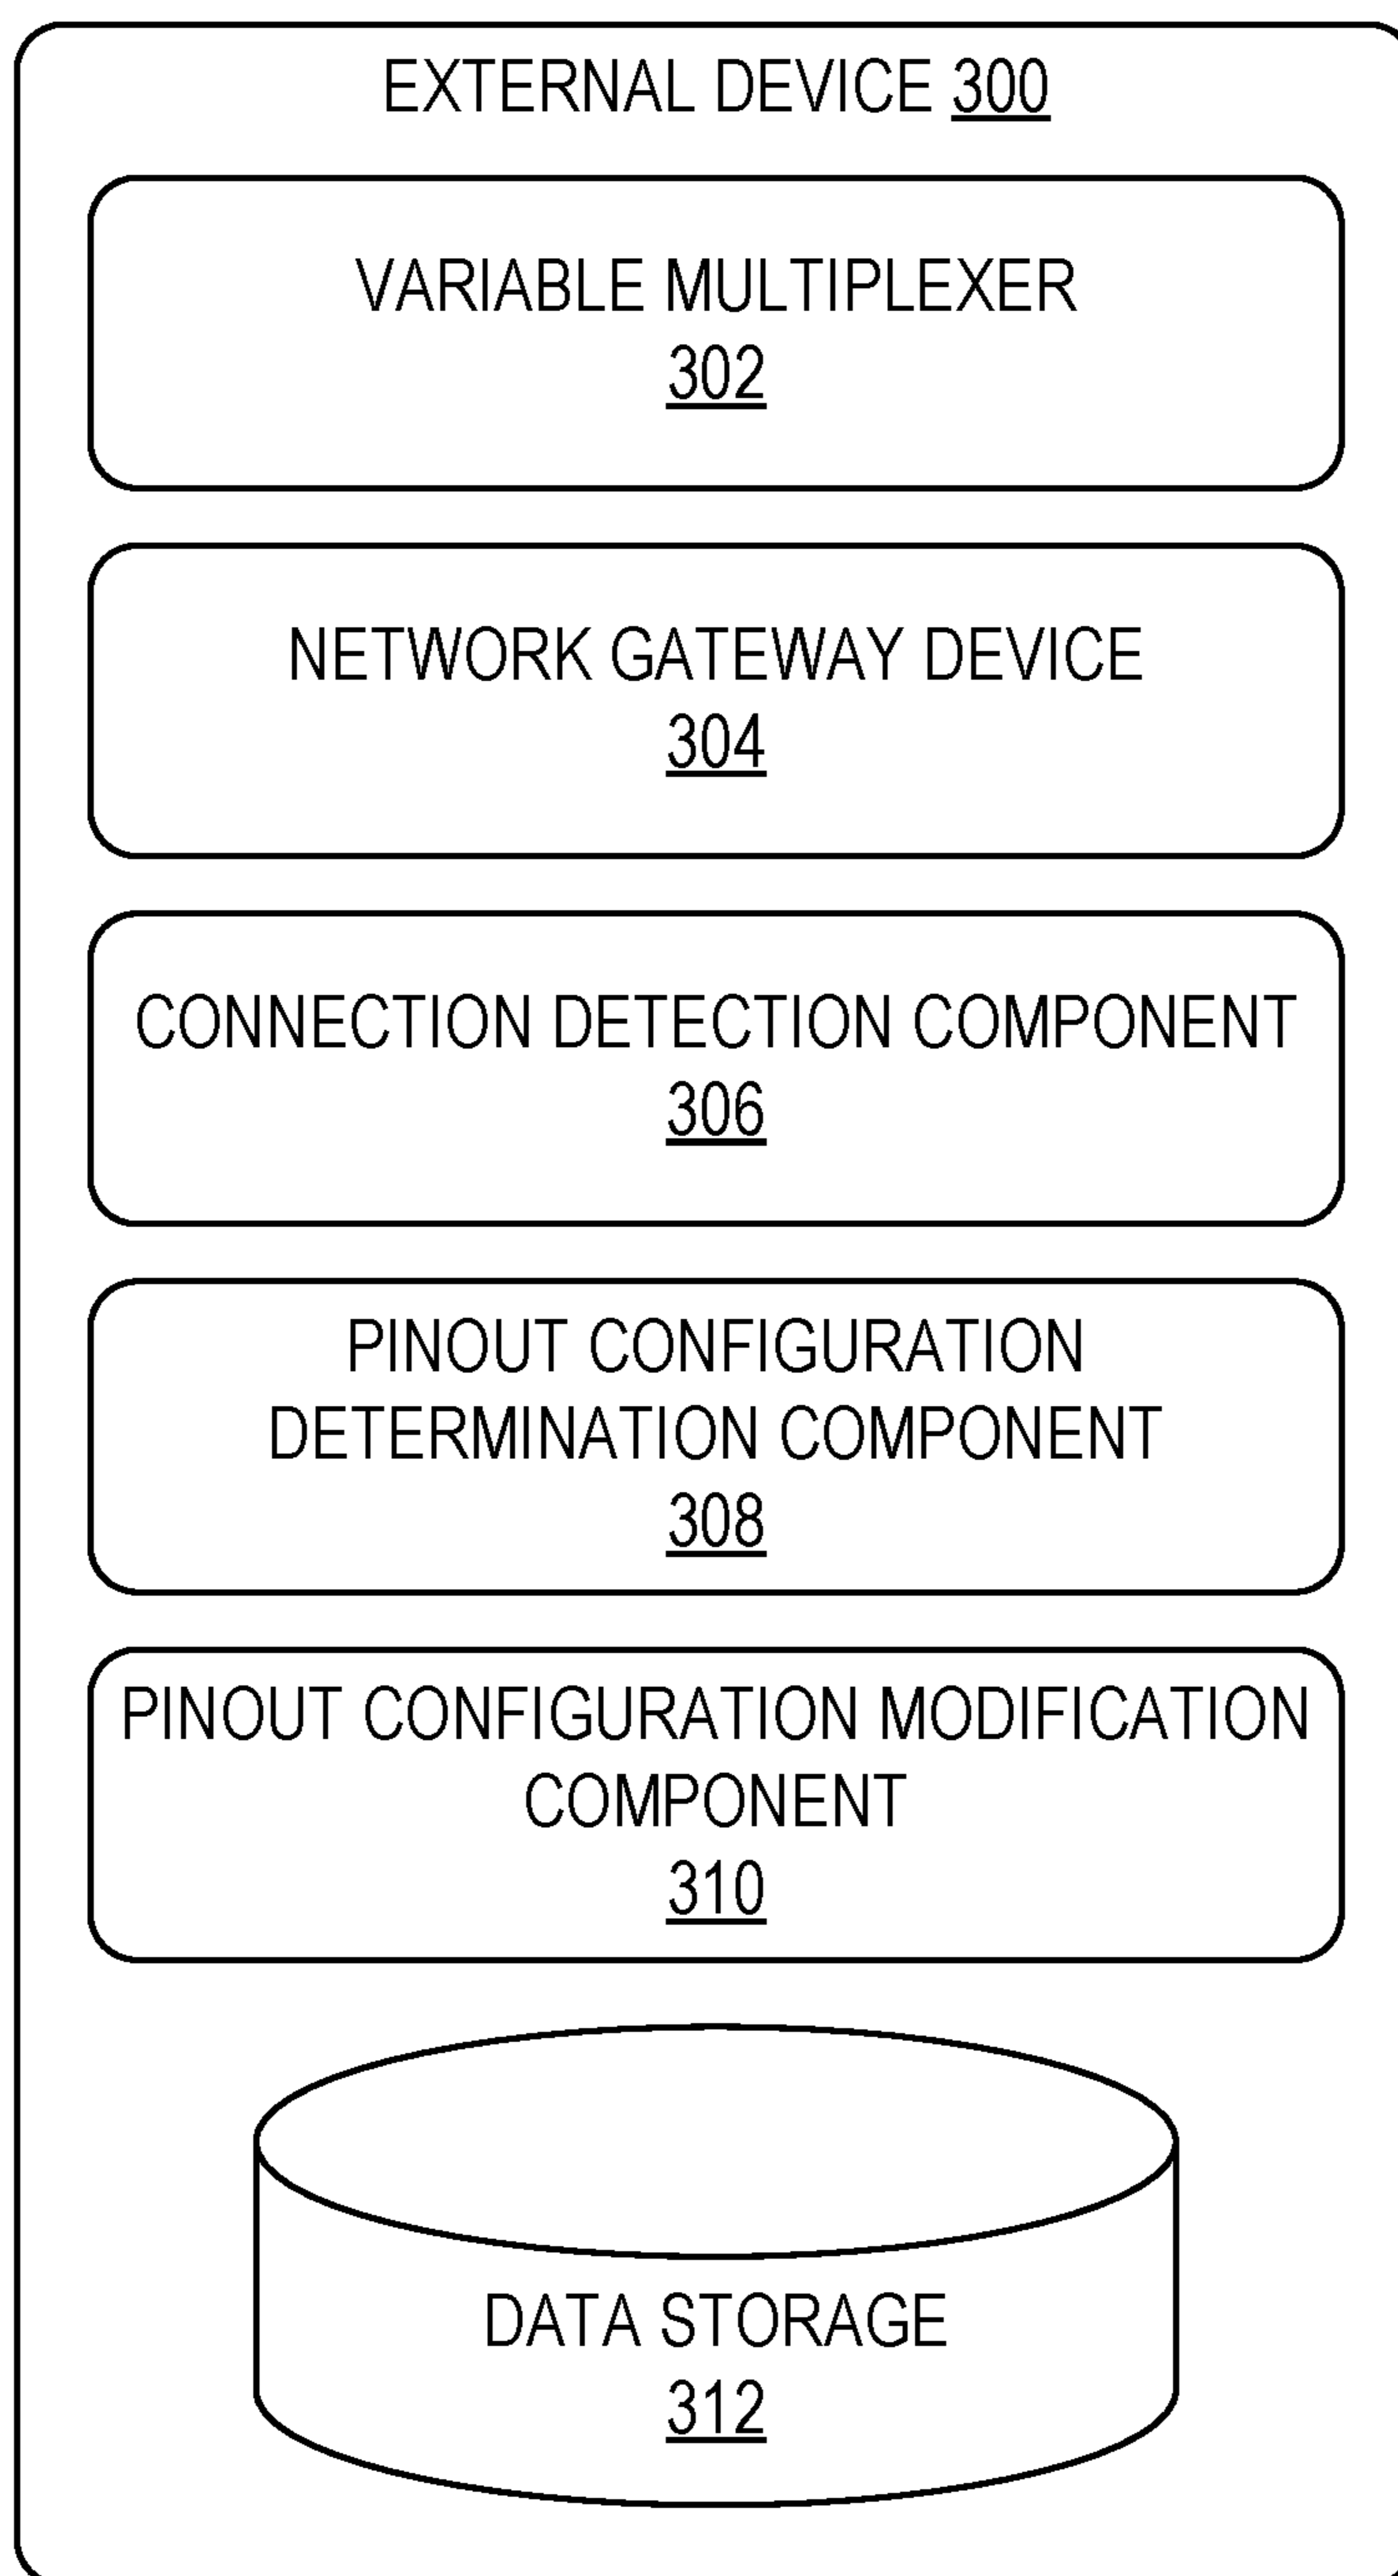 EXTERNAL DEVICE 300
VARIABLE MULTIPLEXER
302
NETWORK GATEWAY DEVICE
304
CONNECTION DETECTION COMPONENT
306
PINOUT CONFIGURATION
DETERMINATION COMPONENT
308
PINOUT CONFIGURATION MODIFICATION
COMPONENT
310
DATA STORAGE
312